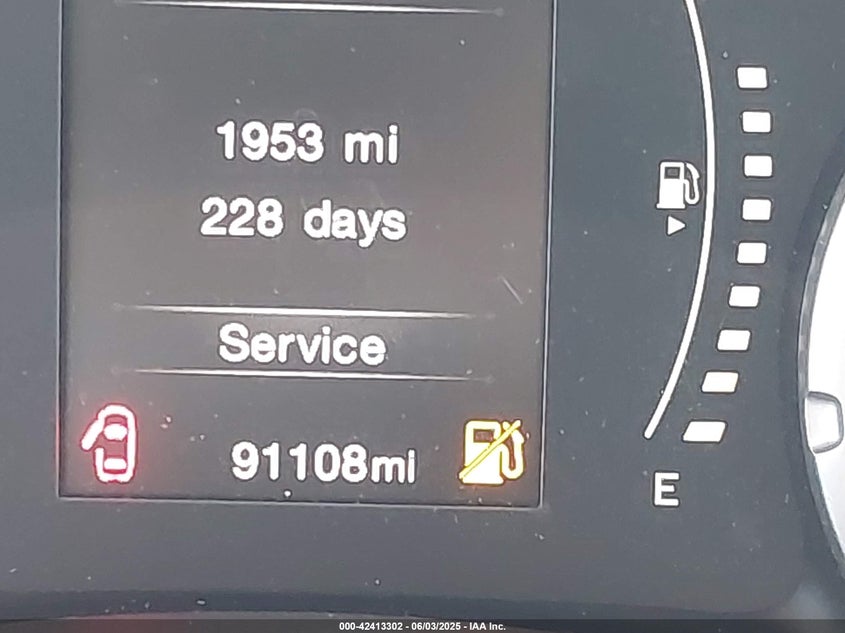 1953 mi
228 days
Service
91108mi
E
000-42413302 - 06/03/2025 - IAA Inc.